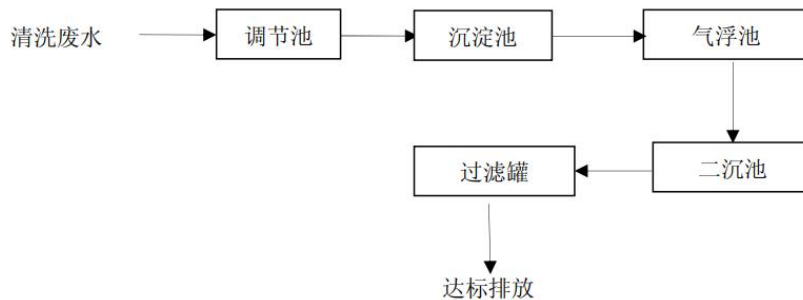 清洗废水
调节池
沉淀池
气浮池
二沉池
过滤罐
达标排放